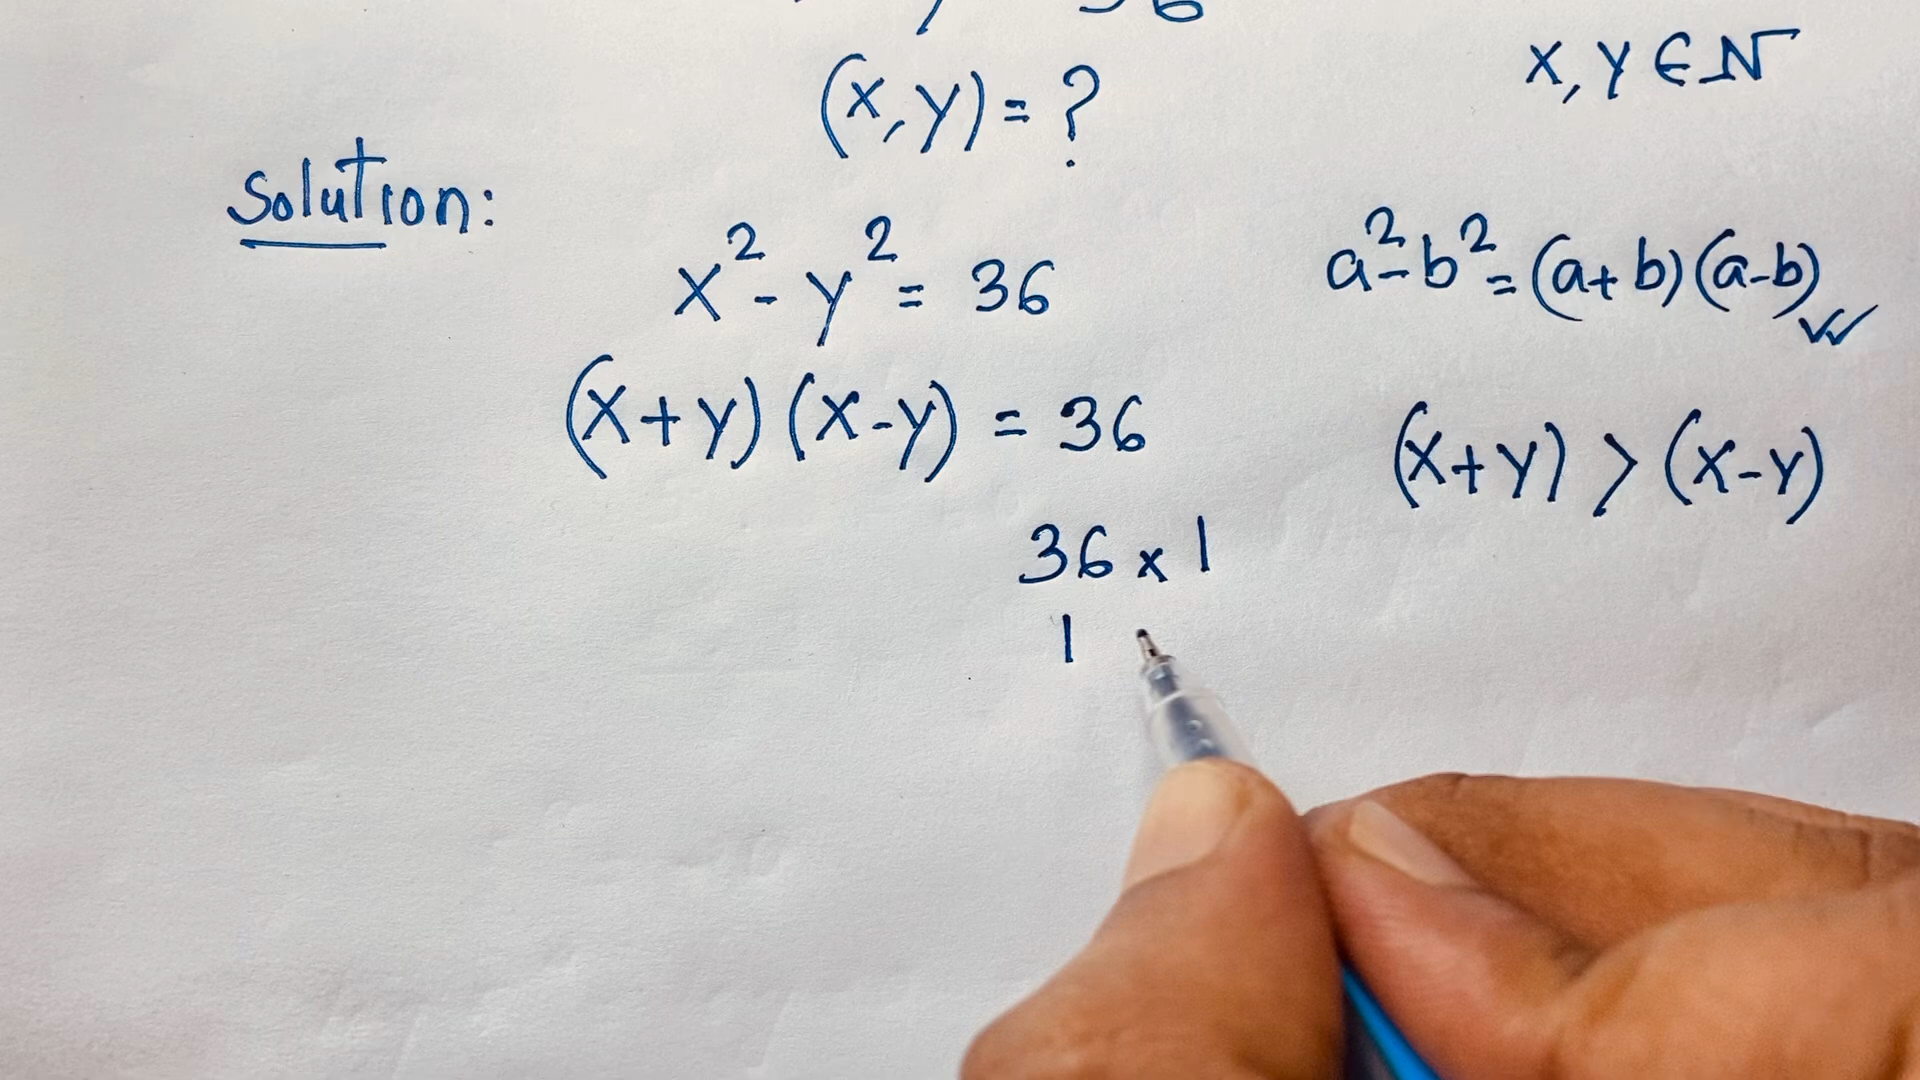 (x, y) = ?
x, y ∈ N
Solution:
x² - y² = 36
a² - b² = (a + b) (a - b)
(x + y) (x - y) = 36
(x + y) > (x - y)
36 × 1
1